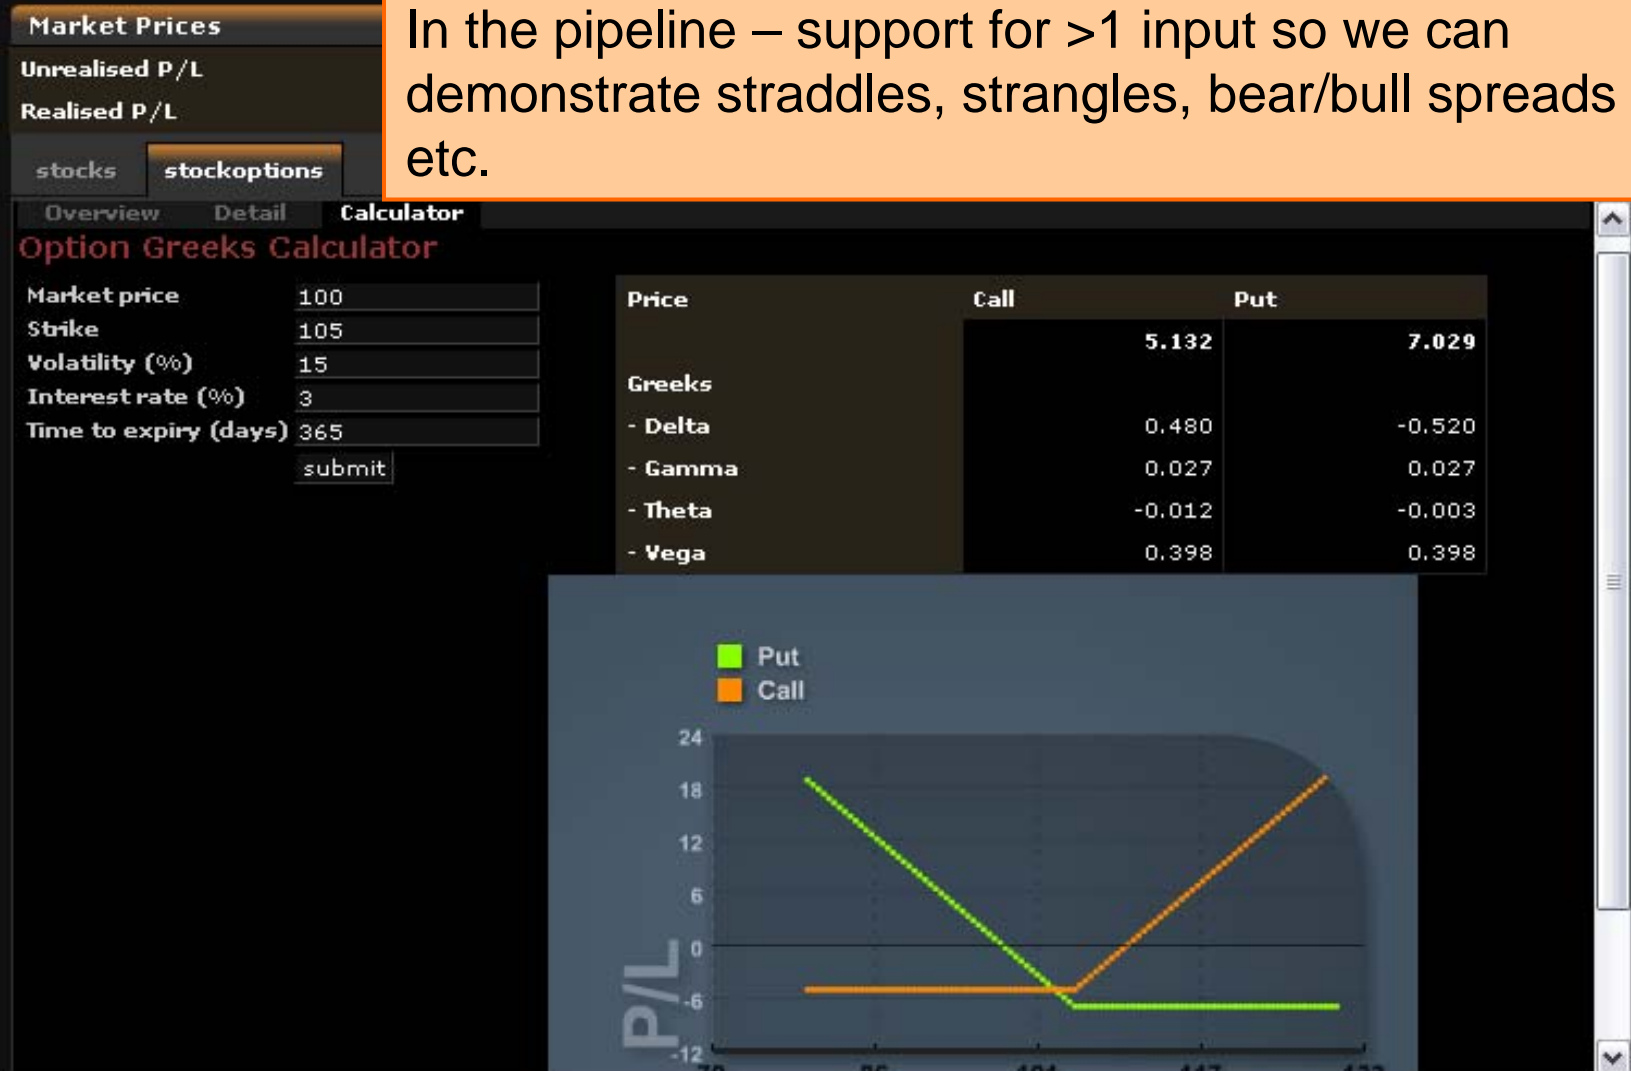 Market Prices
In the pipeline – support for >1 input so we can
demonstrate straddles, strangles, bear/bull spreads
etc.
Unrealised P/L
Realised P/L
stocks stockoptions
Overview Detail Calculator
Option Greeks Calculator
Market price 100
Strike 105
Volatility (%) 15
Interest rate (%) 3
Time to expiry (days) 365
submit
Price Call Put
5.132 7.029
Greeks
- Delta 0.480 -0.520
- Gamma 0.027 0.027
- Theta -0.012 -0.003
- Vega 0.398 0.398
Put
Call
24
18
12
6
0
-6
-12
P/L
101 117